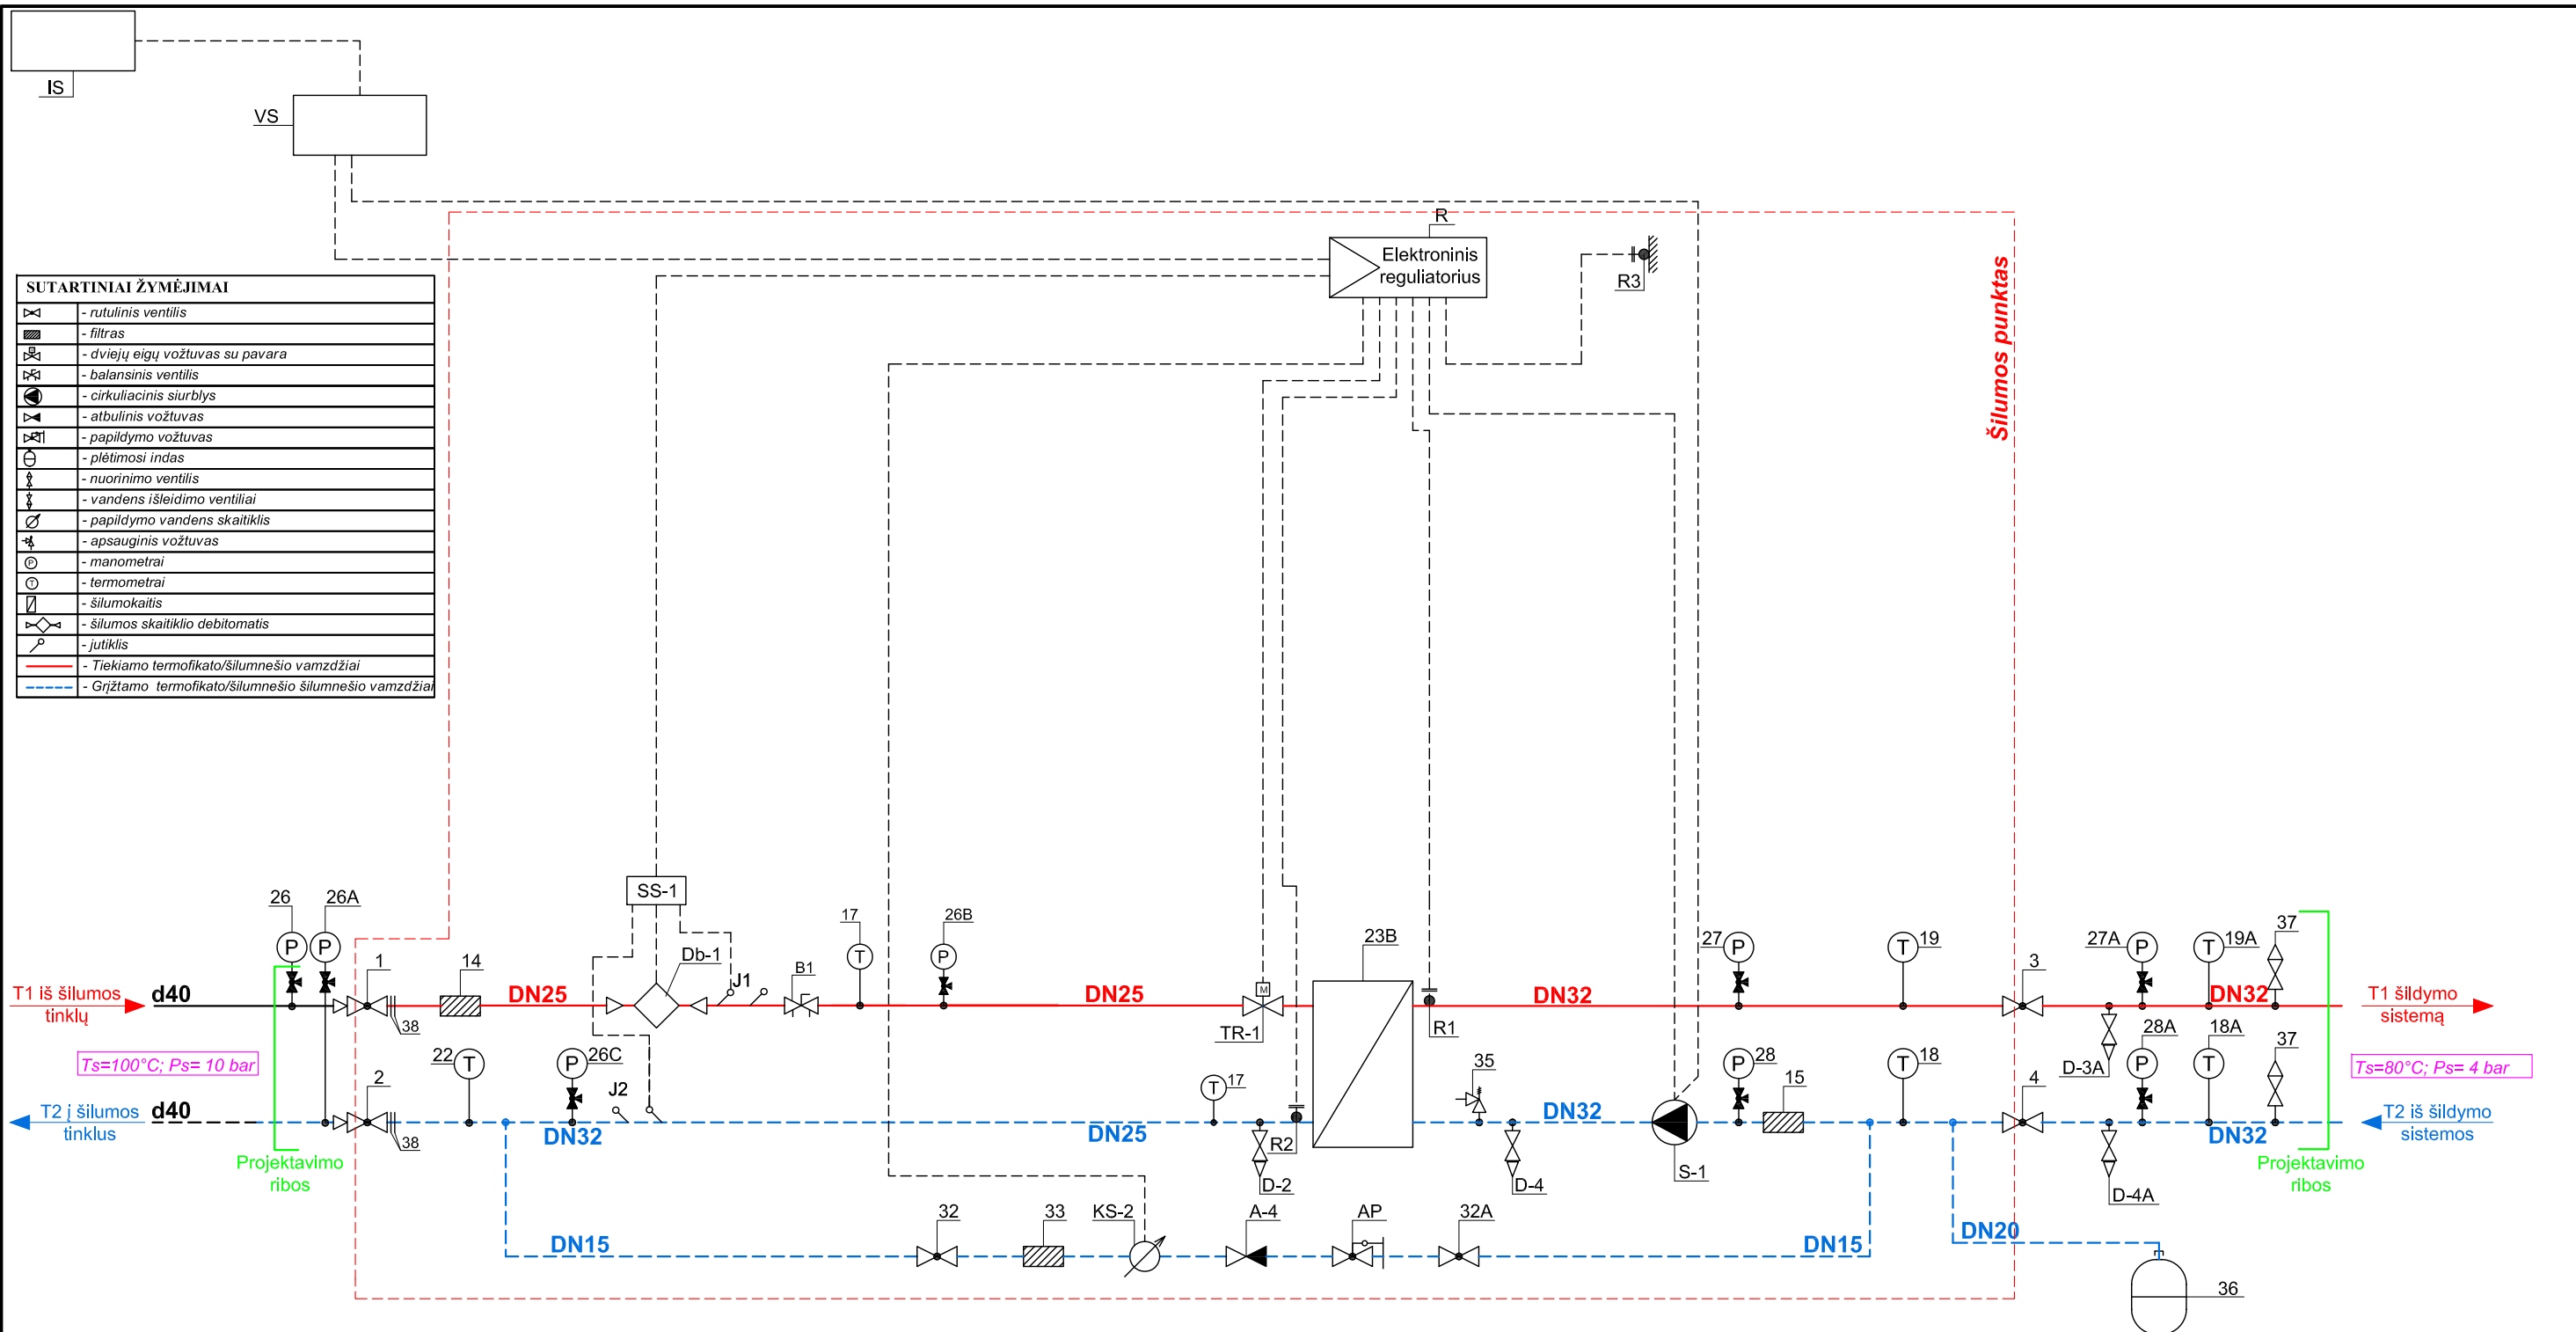 IS
VS
R
Elektroninis
reguliatorius
R3
Šilumos punktas
SUTARTINIAI ŽYMĖJIMAI
- rutulinis ventilis
- filtras
- dviejų eigų vožtuvas su pavara
- balansinis ventilis
- cirkuliacinis siurblys
- atbulinis vožtuvas
- papildymo vožtuvas
- plėtimosi indas
- nuorinimo ventilis
- vandens išleidimo ventiliai
- papildymo vandens skaitiklis
- apsauginis vožtuvas
P - manometrai
T - termometrai
- šilumokaitis
- šilumos skaitiklio debitomatis
- jutiklis
- Tiekiamo termofikato/šilumnešio vamzdžiai
- Grįžtamo termofikato/šilumnešio šilumnešio vamzdžiai
SS-1
26
26A
17
26B
23B
27
19
27A
19A
37
P
P
T
P
P
T
P
T
1
14
Db-1
J1
B1
M
3
T1 iš šilumos
tinklų
d40
DN25
DN25
DN32
DN32
T1 šildymo
sistemą
38
TR-1
R1
Ts=100°C; Ps= 10 bar
22
T
P
26C
T
17
35
P
28
T
18
D-3A
28A
P
18A
T
37
Ts=80°C; Ps= 4 bar
2
J2
15
4
T2 į šilumos
tinklus
d40
38
DN32
DN25
R2
DN32
DN32
T2 iš šildymo
sistemos
Projektavimo
ribos
D-2
D-4
S-1
D-4A
Projektavimo
ribos
DN15
32
33
KS-2
A-4
AP
32A
DN15
DN20
36